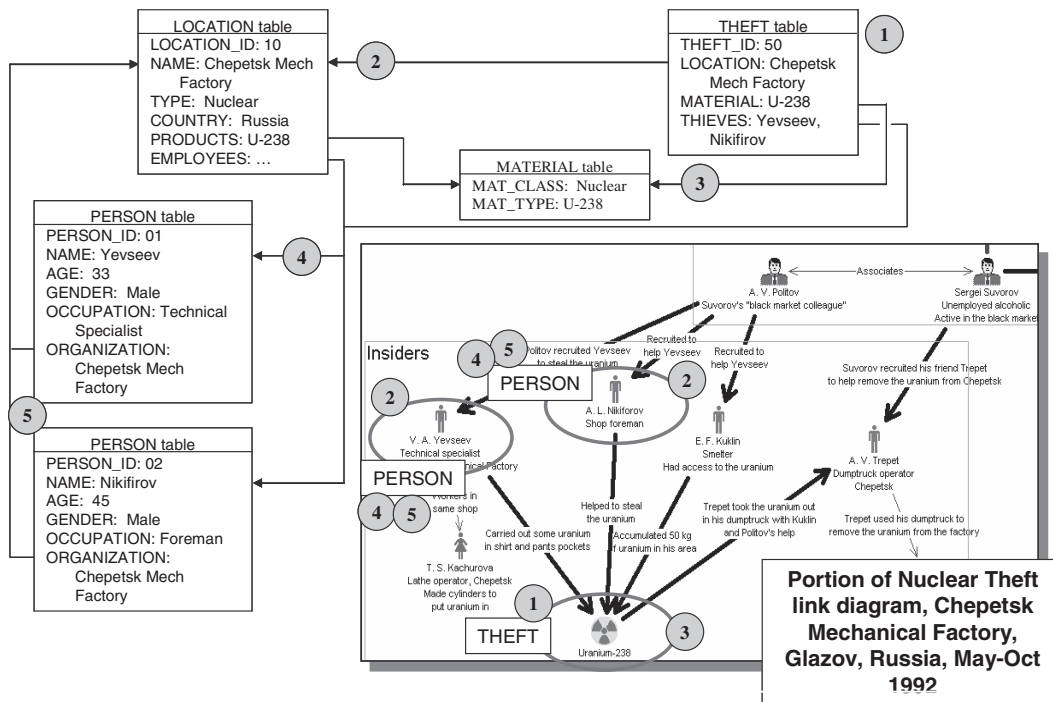 LOCATION table
LOCATION_ID: 10
NAME: Chepetsk Mech
Factory
TYPE: Nuclear
COUNTRY: Russia
PRODUCTS: U-238
EMPLOYEES: …
2
THEFT table
THEFT_ID: 50
LOCATION: Chepetsk
Mech Factory
MATERIAL: U-238
THIEVES: Yevseev,
Nikifirov
1
MATERIAL table
MAT_CLASS: Nuclear
MAT_TYPE: U-238
3
PERSON table
PERSON_ID: 01
NAME: Yevseev
AGE: 33
GENDER: Male
OCCUPATION: Technical
Specialist
ORGANIZATION:
Chepetsk Mech
Factory
4
5
PERSON table
PERSON_ID: 02
NAME: Nikifirov
AGE: 45
GENDER: Male
OCCUPATION: Foreman
ORGANIZATION:
Chepetsk Mech
Factory
A. V. Politov
Suvorov's "black market colleague"
Associates
Sergei Suvorov
Unemployed alcoholic
Active in the black market
Insiders
Politov recruited Yevseev
to steal the uranium
Recruited to
help Yevseev
Recruited to
help Yevseev
Suvorov recruited his friend Trepet
to help remove the uranium from Chepetsk
4
5
PERSON
2
A. L. Nikiforov
Shop foreman
2
V. A. Yevseev
Technical specialist
Factory
PERSON
4
5
E. F. Kuklin
Smelter
Had access to the uranium
A. V. Trepet
Dumptruck operator
Chepetsk
Workers in
same shop
T. S. Kachurova
Lathe operator, Chepetsk
Made cylinders to
put uranium in
Carried out some uranium
in shirt and pants pockets
Helped to steal
the uranium
Accumulated 50 kg
of uranium in his area
Trepet took the uranium out
in his dumptruck with Kuklin
and Politov's help
Trepet used his dumptruck to
remove the uranium from the factory
1
THEFT
3
Uranium-238
Portion of Nuclear Theft
link diagram, Chepetsk
Mechanical Factory,
Glazov, Russia, May-Oct
1992